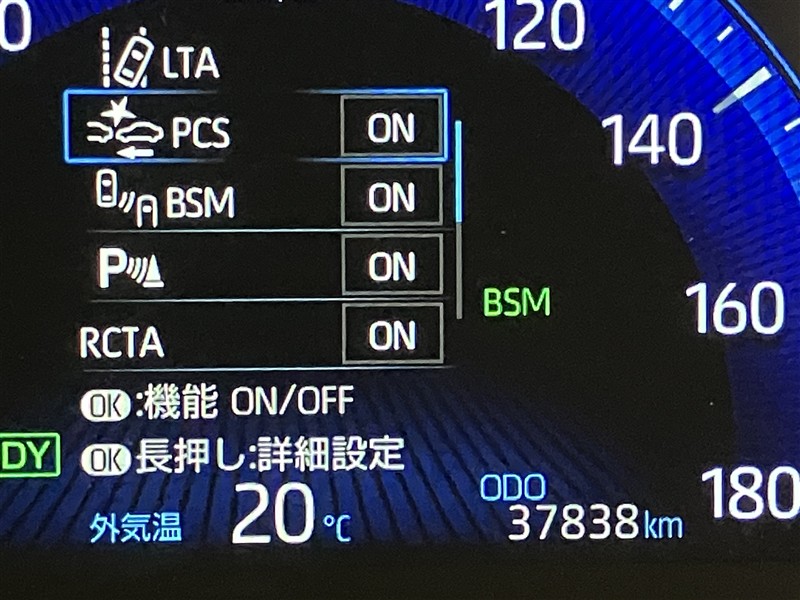 0
120
LTA
140
PCS ON
BSM ON
P ON
160
BSM
RCTA ON
OK:機能 ON/OFF
DY
OK長押し:詳細設定
180
ODO
外気温 20℃
37838km